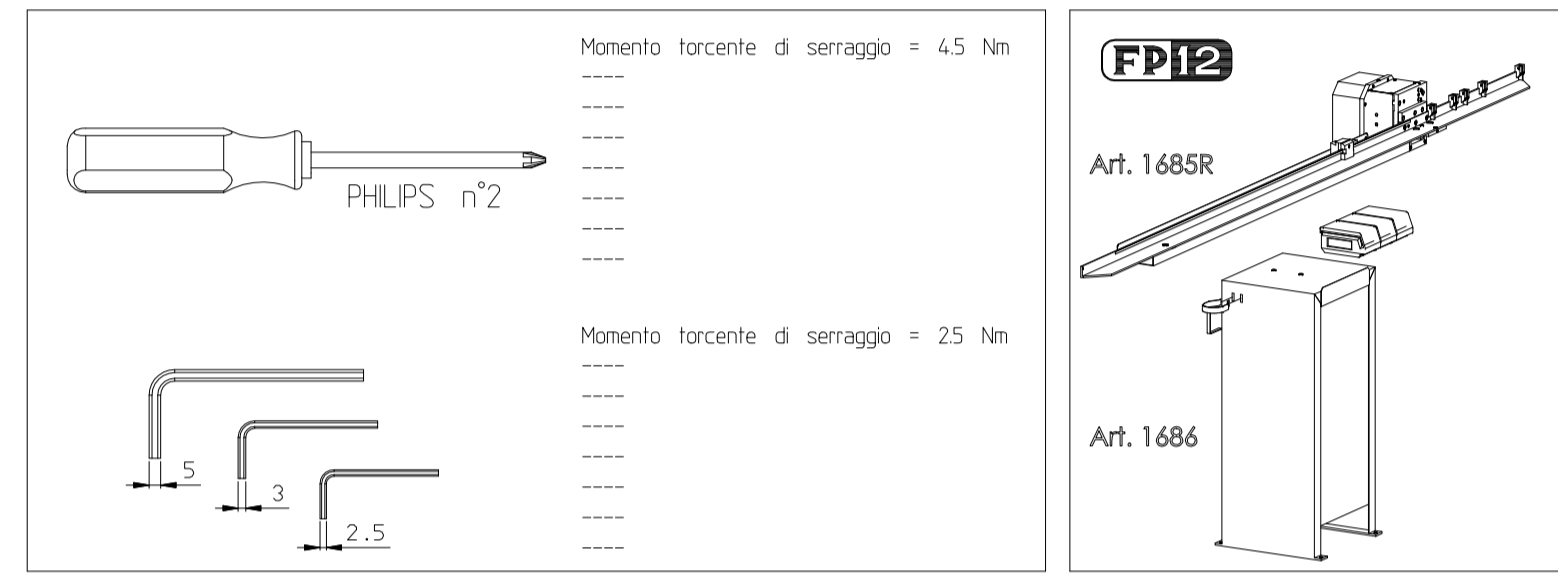 Momento torcente di serraggio = 4.5 Nm
----
----
----
----
----
----
----
PHILIPS n°2
Momento torcente di serraggio = 2.5 Nm
----
----
----
----
----
----
----
5
3
2.5
FP12
Art. 1685R
Art. 1686